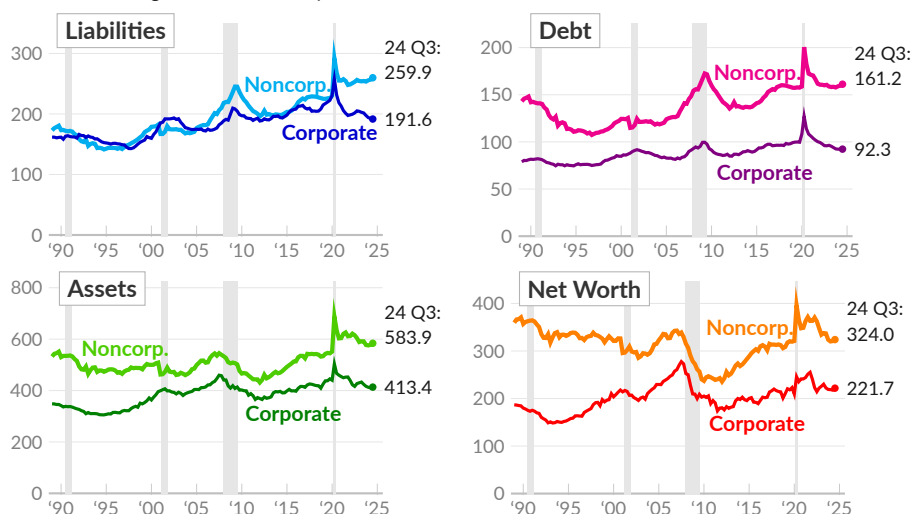 Liabilities
300
200
100
0
24 Q3:
259.9
191.6
Noncorp.
Corporate
‘90 ‘95 ‘00 ‘05 ‘10 ‘15 ‘20 ‘25
Debt
200
150
100
50
0
24 Q3:
161.2
92.3
Noncorp.
Corporate
‘90 ‘95 ‘00 ‘05 ‘10 ‘15 ‘20 ‘25
Assets
800
600
400
200
0
24 Q3:
583.9
413.4
Noncorp.
Corporate
‘90 ‘95 ‘00 ‘05 ‘10 ‘15 ‘20 ‘25
Net Worth
400
300
200
100
0
24 Q3:
324.0
221.7
Noncorp.
Corporate
‘90 ‘95 ‘00 ‘05 ‘10 ‘15 ‘20 ‘25